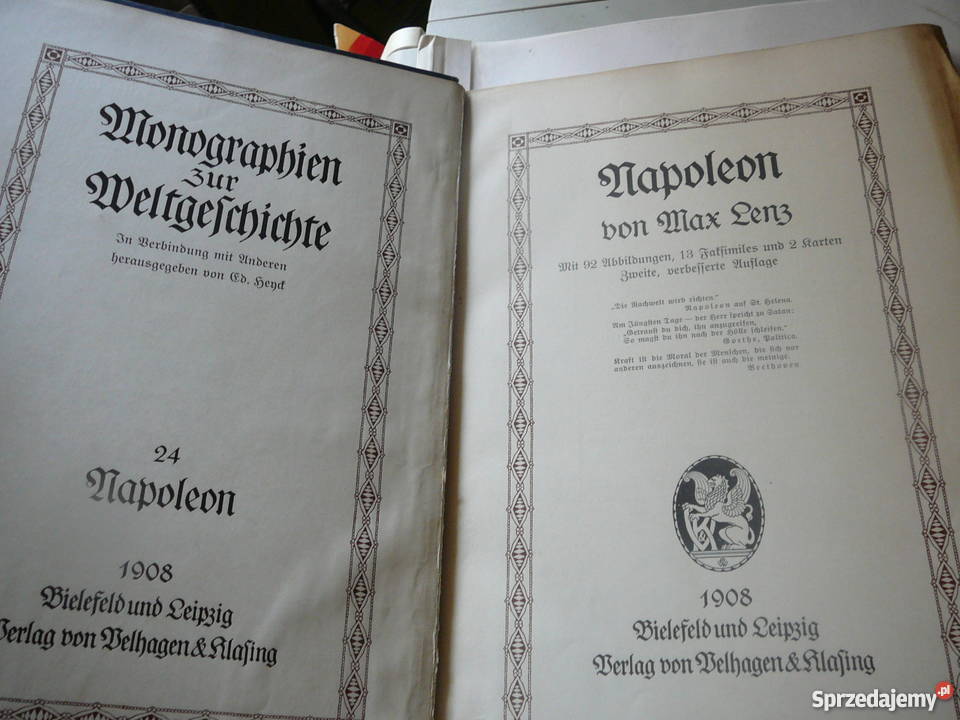 Monographien
zur
Weltgeschichte
In Verbindung mit Anderen
herausgegeben von Ed. Heyck
24
Napoleon
1908
Bielefeld und Leipzig
Verlag von Velhagen & Klasing
Napoleon
von Max Lenz
Mit 92 Abbildungen, 13 Faksimiles und 2 Karten
Zweite, verbesserte Auflage
„Die Nachwelt wird richten.“
Napoleon auf St. Helena.
Am Jüngsten Tage — der Herr spricht zu Satan:
„Getraust du dich, ihn anzugreifen,
So magst du ihn nach der Hölle schleifen.“
Goethe, Politica.
Kraft ist die Moral der Menschen, die sich vor
anderen auszeichnen, sie ist auch die meinige.
Beethoven
1908
Bielefeld und Leipzig
Verlag von Velhagen & Klasing
Sprzedajemy.pl